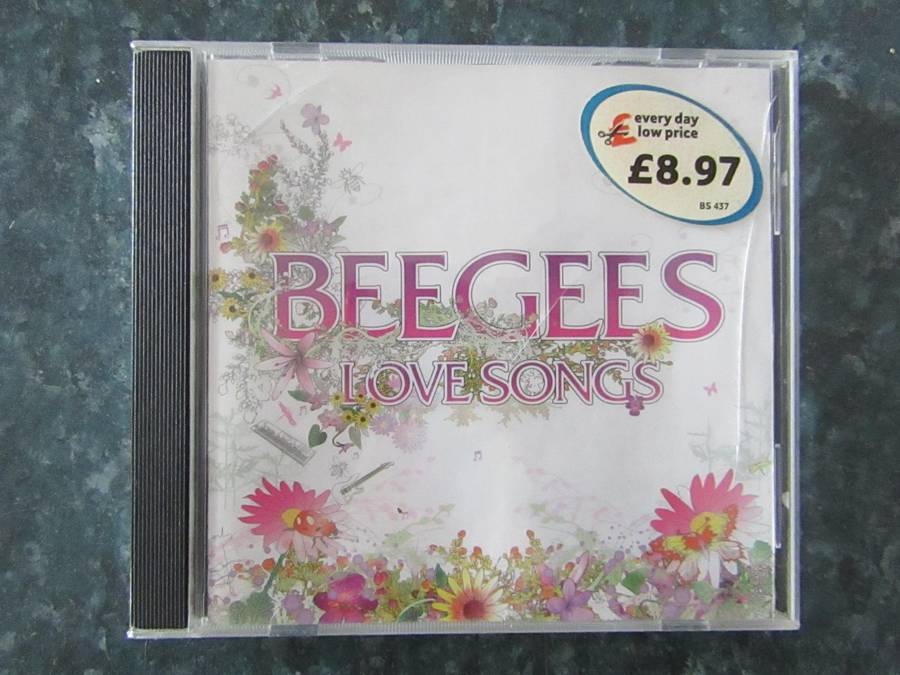 every day
low price
£8.97
BS 437
BEEGEES
LOVE SONGS